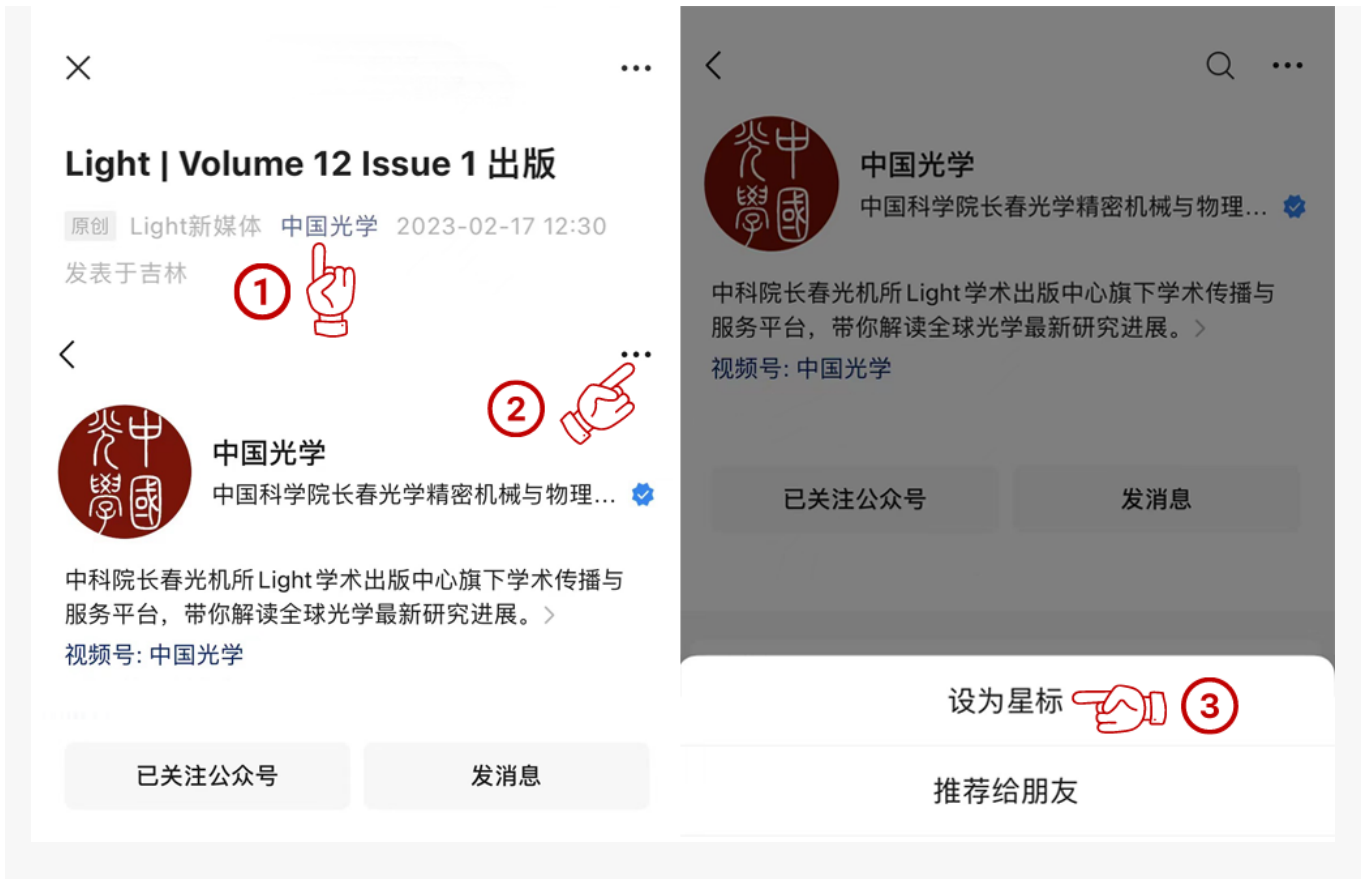 Light | Volume 12 Issue 1 出版
原创 Light新媒体 中国光学 2023-02-17 12:30
发表于吉林
1
2
光中
學國
中国光学
中国科学院长春光学精密机械与物理...
中科院长春光机所Light学术出版中心旗下学术传播与
服务平台，带你解读全球光学最新研究进展。
视频号: 中国光学
已关注公众号 发消息
光中
學國
中国光学
中国科学院长春光学精密机械与物理...
中科院长春光机所Light学术出版中心旗下学术传播与
服务平台，带你解读全球光学最新研究进展。
视频号: 中国光学
已关注公众号 发消息
设为星标
3
推荐给朋友